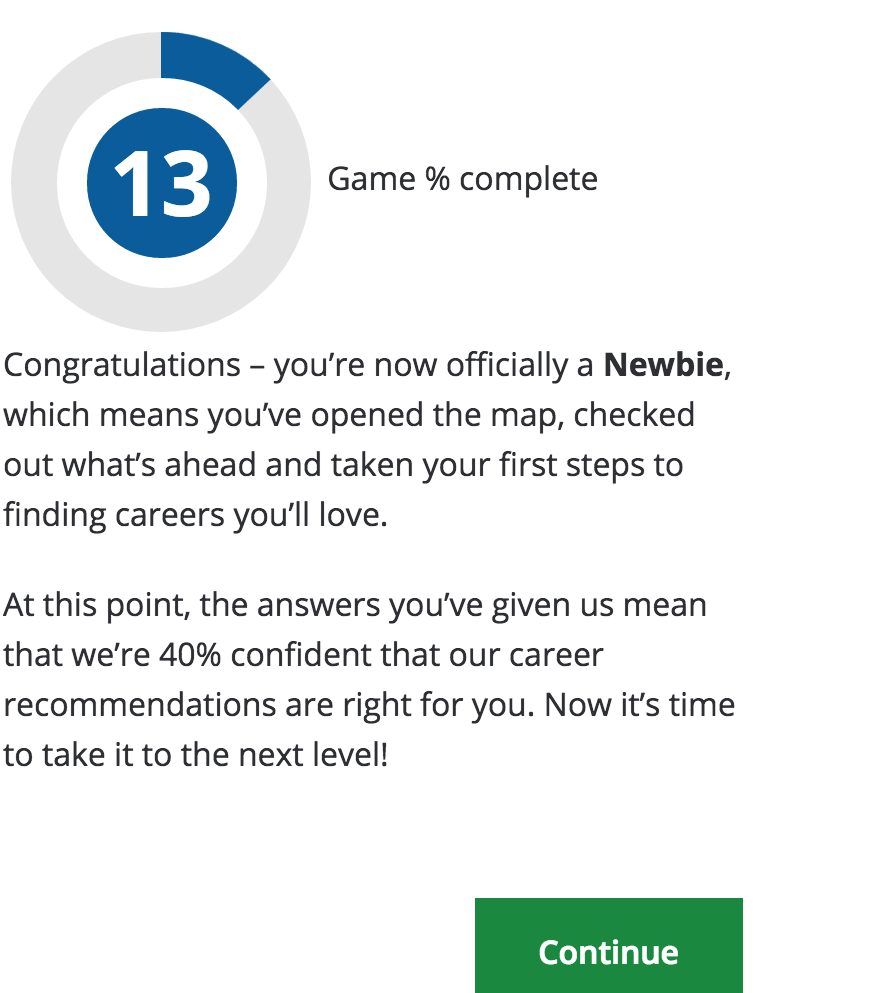 13
Game % complete
Congratulations – you’re now officially a Newbie,
which means you’ve opened the map, checked
out what’s ahead and taken your first steps to
finding careers you’ll love.
At this point, the answers you’ve given us mean
that we’re 40% confident that our career
recommendations are right for you. Now it’s time
to take it to the next level!
Continue